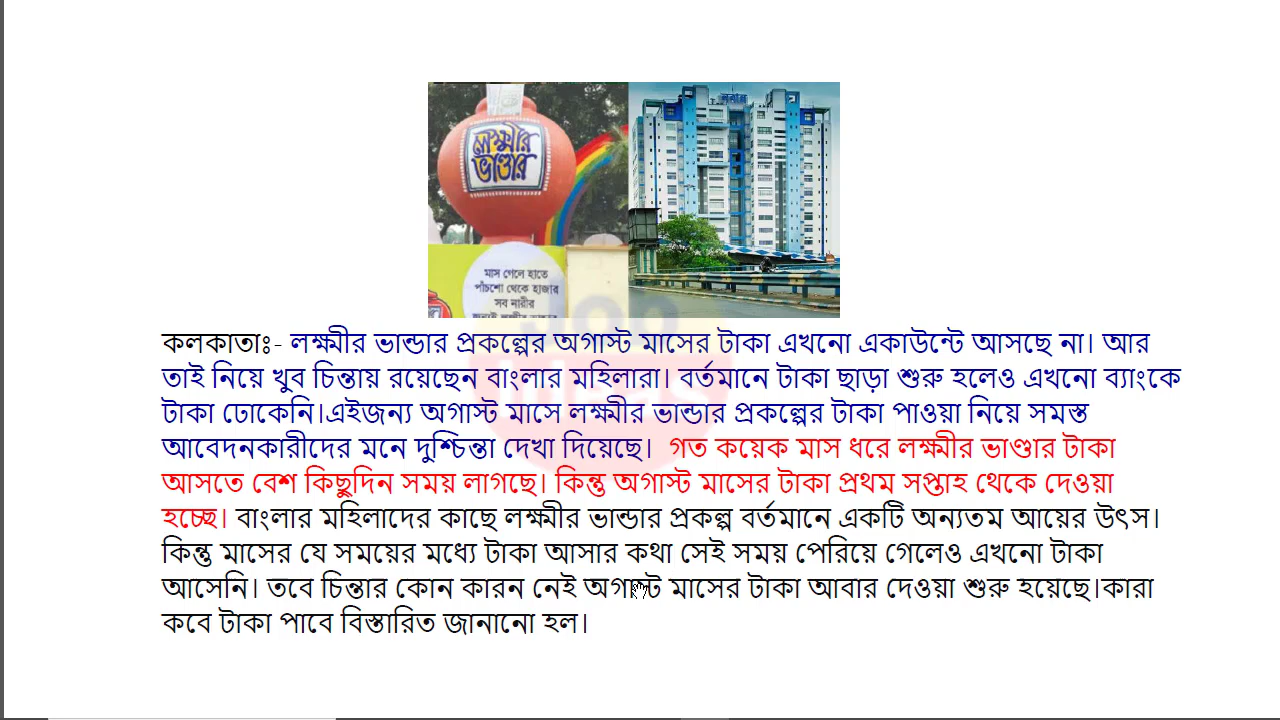 লক্ষ্মীর
ভাণ্ডার
নবান্ন
মাস গেলে হাতে
পাঁচশো থেকে হাজার
সব নারীর
কলকাতাঃ- লক্ষ্মীর ভান্ডার প্রকল্পের অগাস্ট মাসের টাকা এখনো একাউন্টে আসছে না। আর
তাই নিয়ে খুব চিন্তায় রয়েছেন বাংলার মহিলারা। বর্তমানে টাকা ছাড়া শুরু হলেও এখনো ব্যাংকে
টাকা ঢোকেনি।এইজন্য অগাস্ট মাসে লক্ষ্মীর ভান্ডার প্রকল্পের টাকা পাওয়া নিয়ে সমস্ত
আবেদনকারীদের মনে দুশ্চিন্তা দেখা দিয়েছে। গত কয়েক মাস ধরে লক্ষ্মীর ভাণ্ডার টাকা
আসতে বেশ কিছুদিন সময় লাগছে। কিন্তু অগাস্ট মাসের টাকা প্রথম সপ্তাহ থেকে দেওয়া
হচ্ছে। বাংলার মহিলাদের কাছে লক্ষ্মীর ভান্ডার প্রকল্প বর্তমানে একটি অন্যতম আয়ের উৎস।
কিন্তু মাসের যে সময়ের মধ্যে টাকা আসার কথা সেই সময় পেরিয়ে গেলেও এখনো টাকা
আসেনি। তবে চিন্তার কোন কারন নেই অগাস্ট মাসের টাকা আবার দেওয়া শুরু হয়েছে।কারা
কবে টাকা পাবে বিস্তারিত জানানো হল।